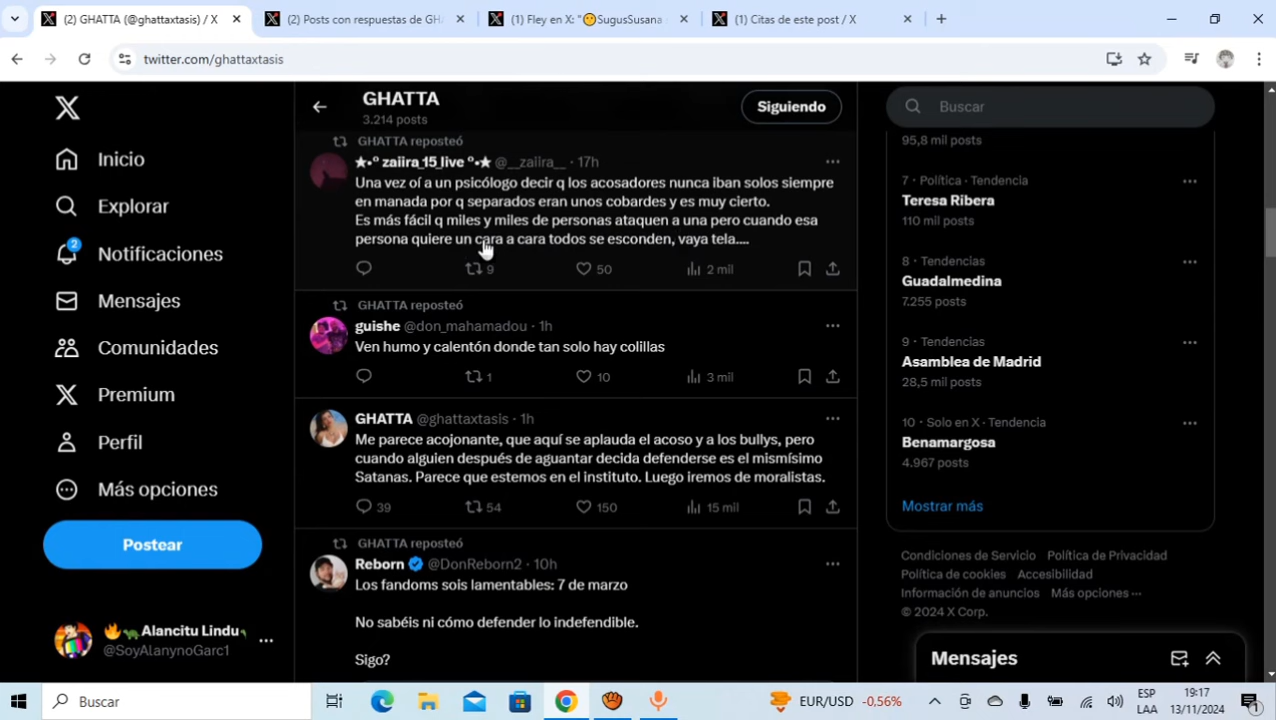 (2) GHATTA (@ghattaxtasis) / X
(2) Posts con respuestas de GH
(1) Fley en X: "😶SugusSusana
(1) Citas de este post / X
twitter.com/ghattaxtasis
Inicio
Explorar
2
Notificaciones
Mensajes
Comunidades
Premium
Perfil
Más opciones
Postear
🔥🦖 Alancitu Lindu
@SoyAlanynoGarc1
GHATTA
3.214 posts
Siguiendo
GHATTA reposteó
★•° zaiira_15_live °•★ @__zaiira__ · 17h
Una vez oí a un psicólogo decir q los acosadores nunca iban solos siempre
en manada por q separados eran unos cobardes y es muy cierto.
Es más fácil q miles y miles de personas ataquen a una pero cuando esa
persona quiere un cara a cara todos se esconden, vaya tela....
9 50 2 mil
GHATTA reposteó
guishe @don_mahamadou · 1h
Ven humo y calentón donde tan solo hay colillas
1 10 3 mil
GHATTA @ghattaxtasis · 1h
Me parece acojonante, que aquí se aplauda el acoso y a los bullys, pero
cuando alguien después de aguantar decida defenderse es el mismísimo
Satanas. Parece que estemos en el instituto. Luego iremos de moralistas.
39 54 150 15 mil
GHATTA reposteó
Reborn @DonReborn2 · 10h
Los fandoms sois lamentables: 7 de marzo
No sabéis ni cómo defender lo indefendible.
Sigo?
Buscar
95,8 mil posts
7 · Política · Tendencia
Teresa Ribera
110 mil posts
8 · Tendencias
Guadalmedina
7.255 posts
9 · Tendencias
Asamblea de Madrid
28,5 mil posts
10 · Solo en X · Tendencia
Benamargosa
4.967 posts
Mostrar más
Condiciones de Servicio Política de Privacidad
Política de cookies Accesibilidad
Información de anuncios Más opciones ···
© 2024 X Corp.
Mensajes
Buscar
EUR/USD -0,56%
ESP
LAA
19:17
13/11/2024
1